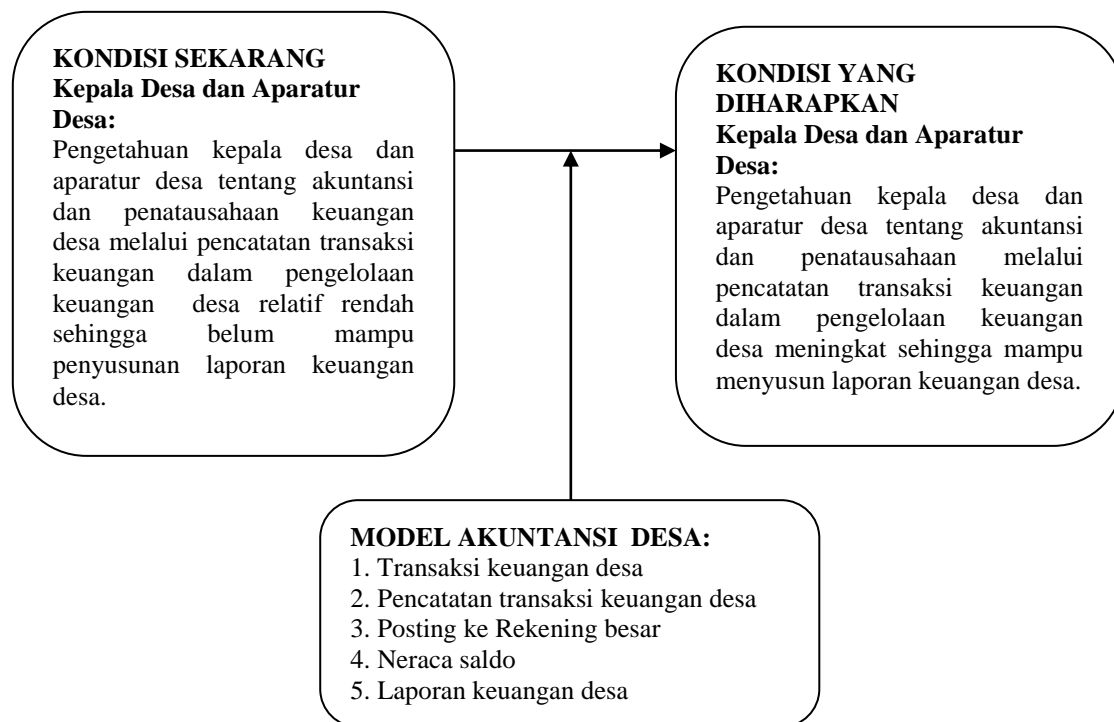 KONDISI SEKARANG
Kepala Desa dan Aparatur
Desa:
Pengetahuan kepala desa dan
aparatur desa tentang akuntansi
dan penatausahaan keuangan
desa melalui pencatatan transaksi
keuangan dalam pengelolaan
keuangan desa relatif rendah
sehingga belum mampu
penyusunan laporan keuangan
desa.
KONDISI YANG
DIHARAPKAN
Kepala Desa dan Aparatur
Desa:
Pengetahuan kepala desa dan
aparatur desa tentang akuntansi
dan penatausahaan melalui
pencatatan transaksi keuangan
dalam pengelolaan keuangan
desa meningkat sehingga mampu
menyusun laporan keuangan desa.
MODEL AKUNTANSI DESA:
1. Transaksi keuangan desa
2. Pencatatan transaksi keuangan desa
3. Posting ke Rekening besar
4. Neraca saldo
5. Laporan keuangan desa